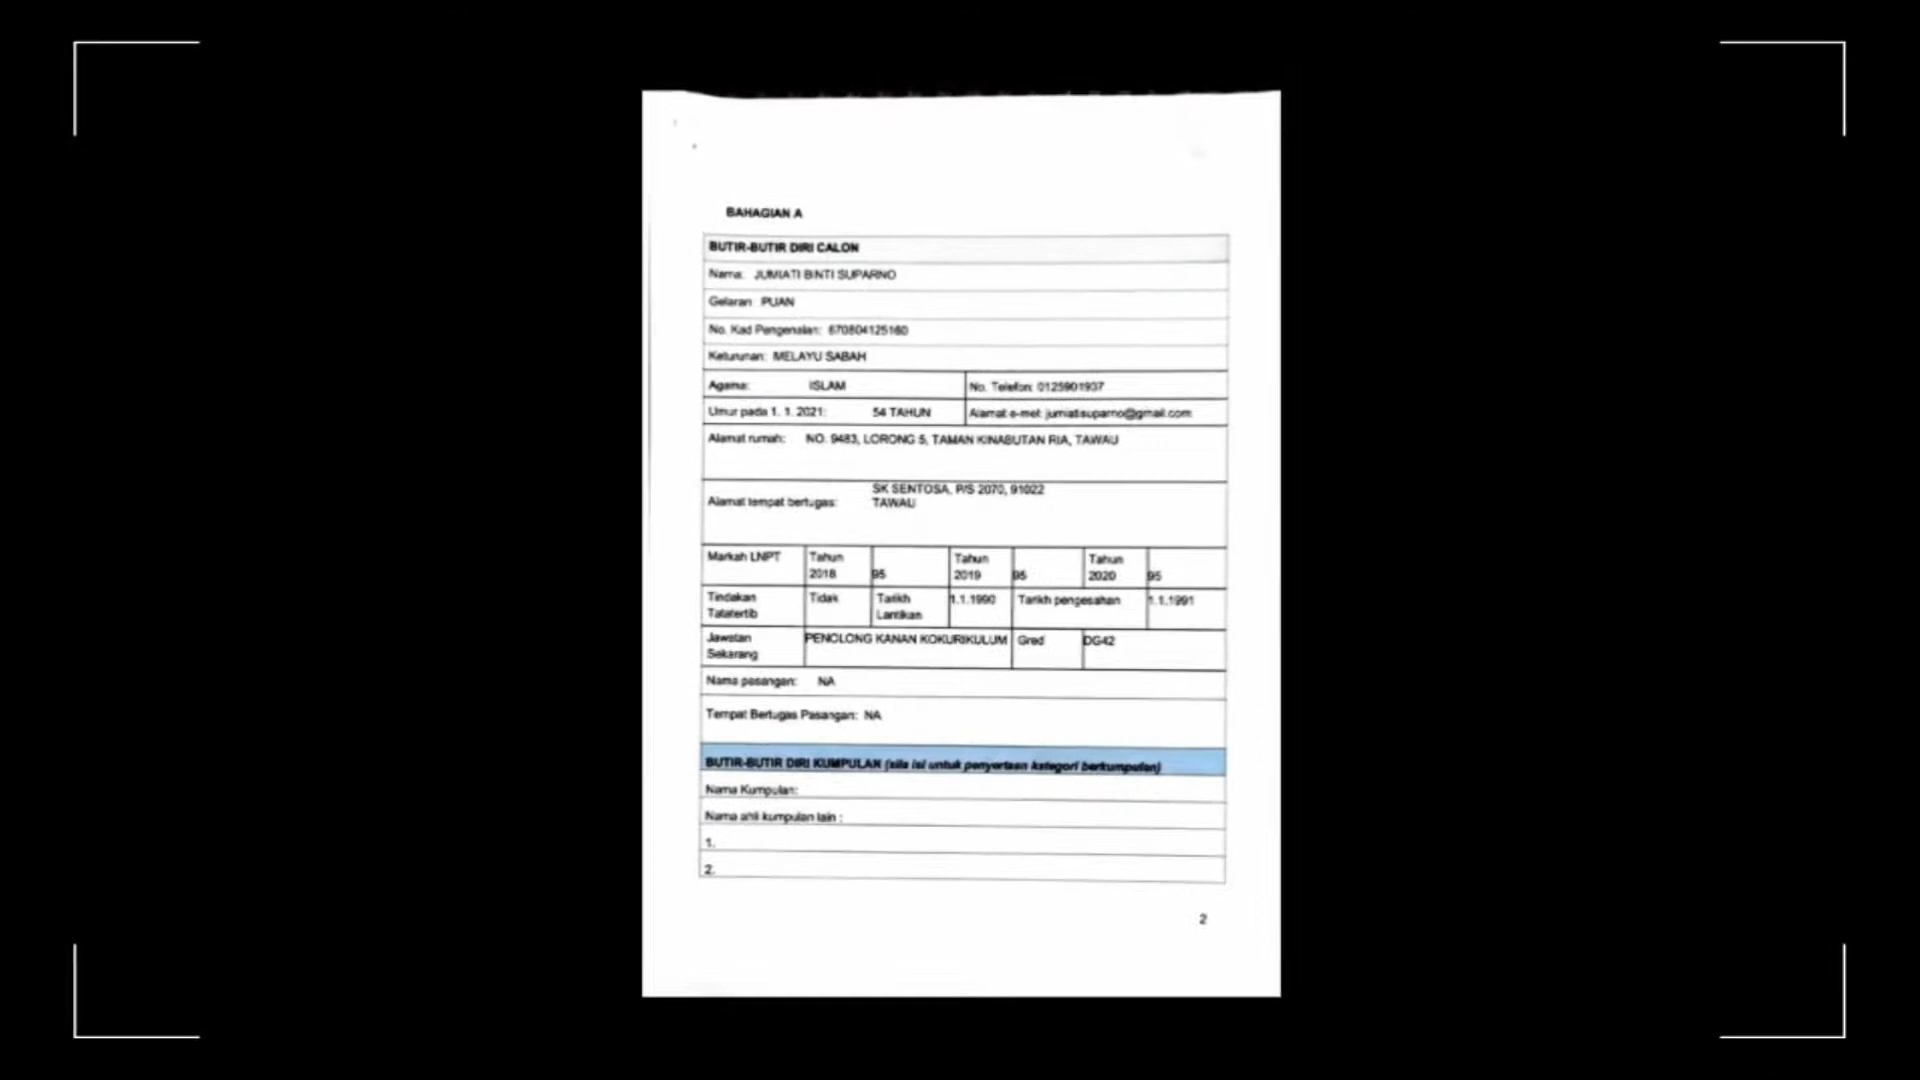 BAHAGIAN A
BUTIR-BUTIR DIRI CALON
Nama: JUMIATI BINTI SUPARNO
Gelaran: PUAN
No. Kad Pengenalan: 670804125160
Keturunan: MELAYU SABAH
Agama: ISLAM No. Telefon: 0125901937
Umur pada 1. 1. 2021: 54 TAHUN Alamat e-mel: jumiatisuparno@gmail.com
Alamat rumah: NO. 9483, LORONG 5, TAMAN KINABUTAN RIA, TAWAU
SK SENTOSA, P/S 2070, 91022
Alamat tempat bertugas: TAWAU
Markah LNPT Tahun Tahun Tahun
2018 95 2019 95 2020 95
Tindakan Tidak Tarikh 1.1.1990 Tarikh pengesahan 1.1.1991
Tatatertib Lantikan
Jawatan PENOLONG KANAN KOKURIKULUM Gred DG42
Sekarang
Nama pasangan: NA
Tempat Bertugas Pasangan: NA
BUTIR-BUTIR DIRI KUMPULAN (sila isi untuk penyertaan kategori berkumpulan)
Nama Kumpulan:
Nama ahli kumpulan lain :
1.
2.
2